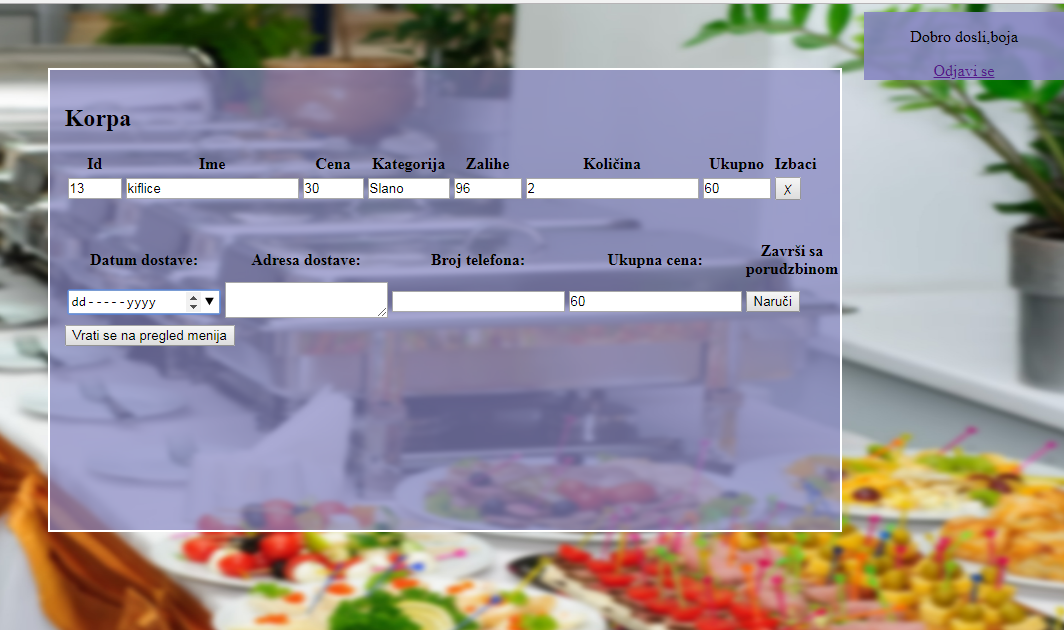 Dobro dosli,boja
Odjavi se
Korpa
Id Ime Cena Kategorija Zalihe Količina Ukupno Izbaci
13 kiflice 30 Slano 96 2 60 X
Datum dostave: Adresa dostave: Broj telefona: Ukupna cena: Završi sa
porudzbinom
dd-----yyyy 60 Naruči
Vrati se na pregled menija